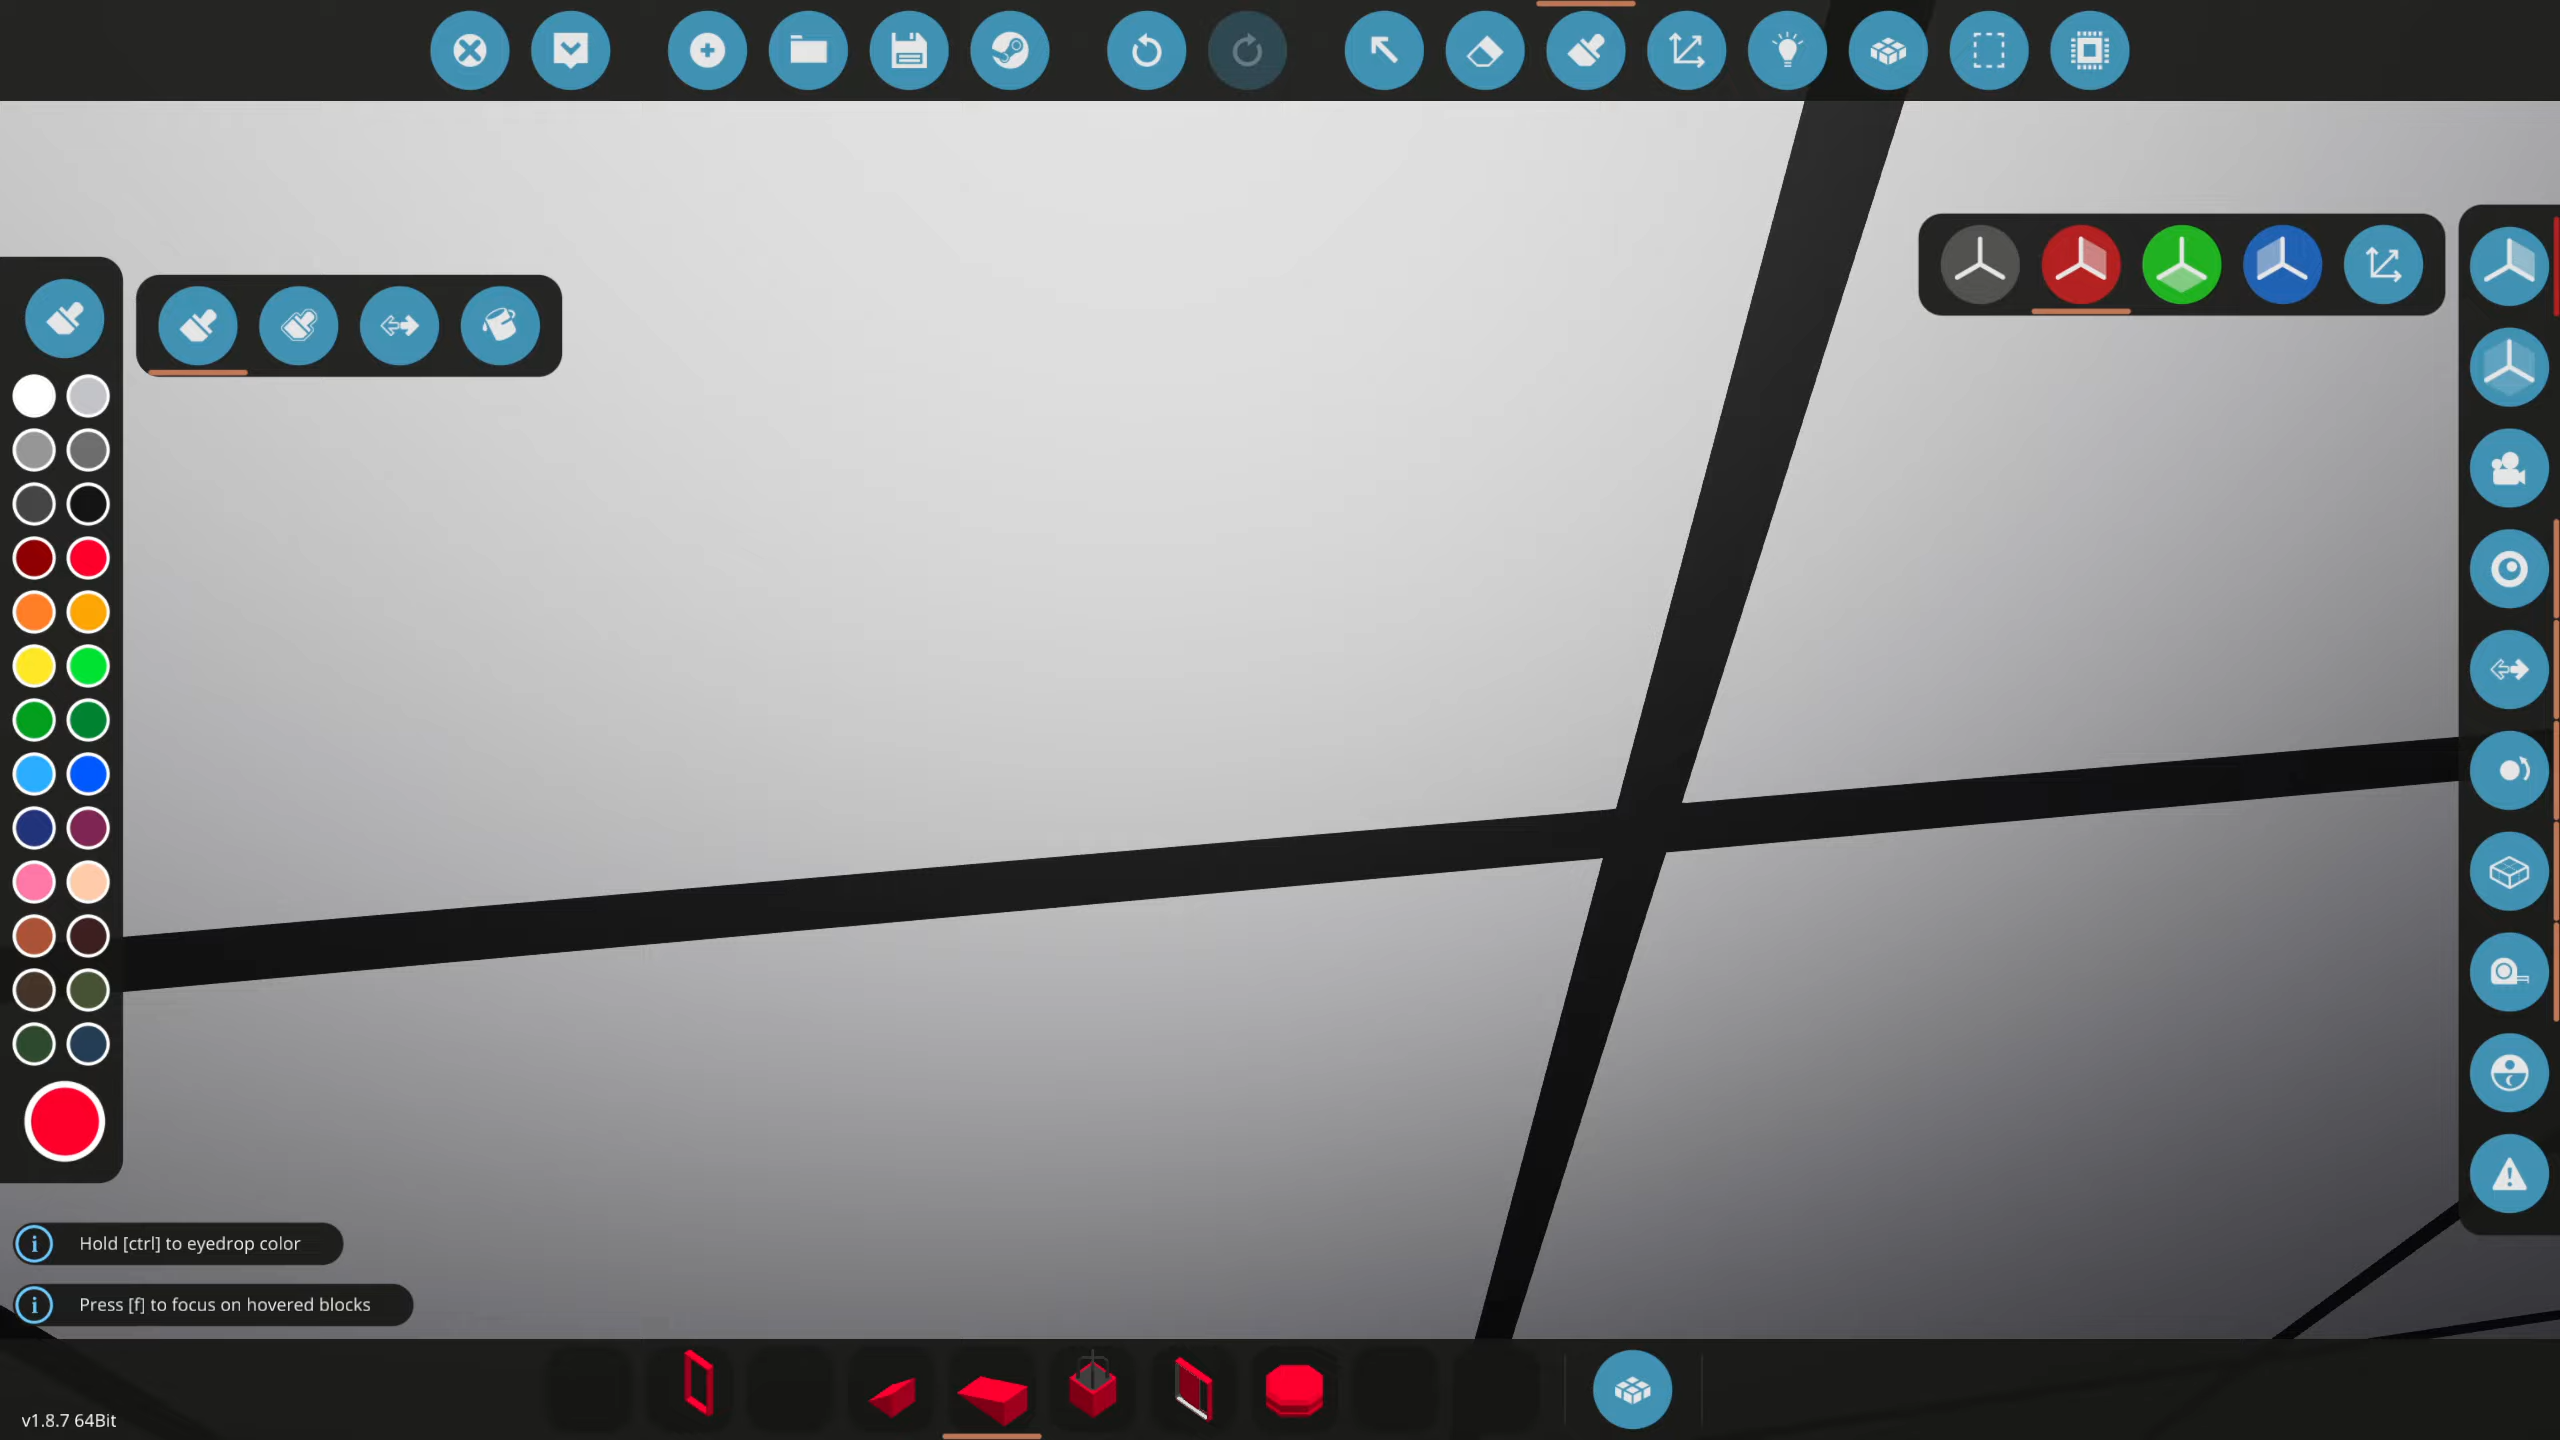 Hold [ctrl] to eyedrop color
Press [f] to focus on hovered blocks
v1.8.7 64Bit